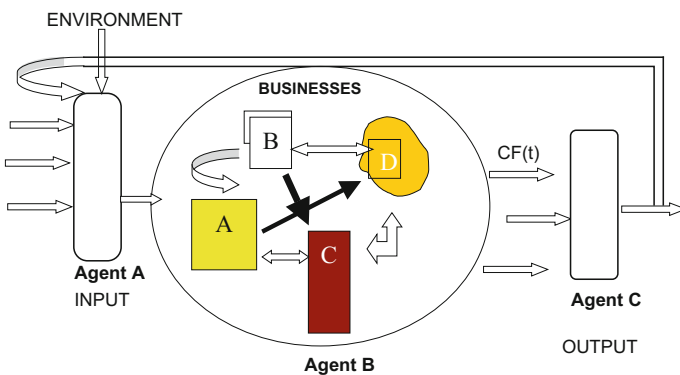 ENVIRONMENT
BUSINESSES
B
D
CF(t)
A
C
Agent A
INPUT
Agent C
OUTPUT
Agent B